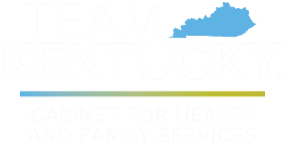 TEAM
KENTUCKY.
CABINET FOR HEALTH
AND FAMILY SERVICES